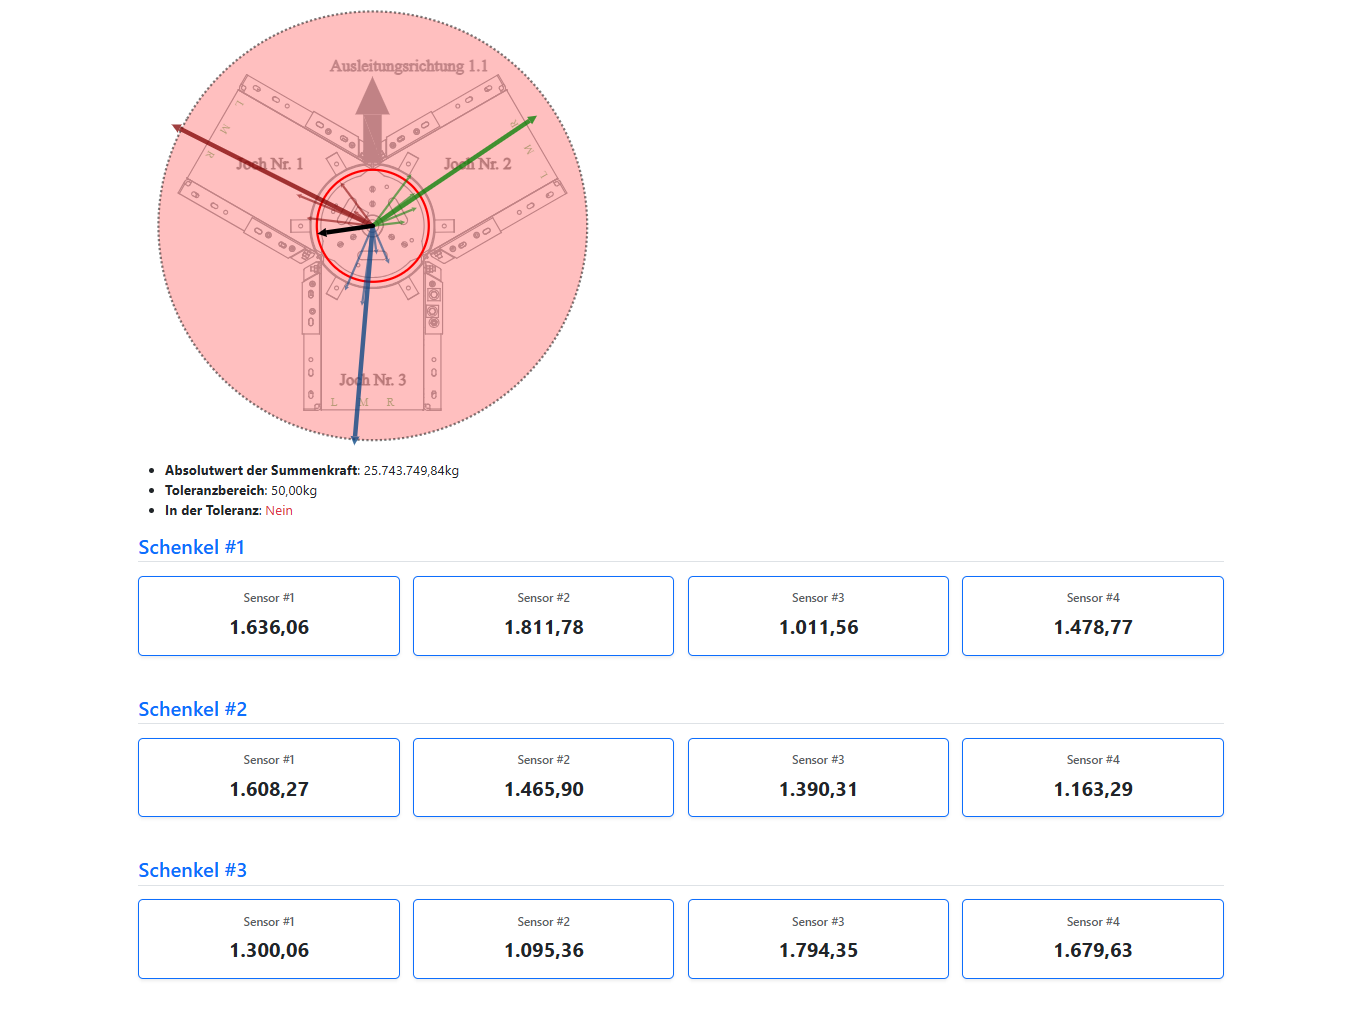 Ausleitungsrichtung 1.1
L
M
R
R
M
L
Joch Nr. 1
Joch Nr. 2
Joch Nr. 3
L M R
Absolutwert der Summenkraft: 25.743.749,84kg
Toleranzbereich: 50,00kg
In der Toleranz: Nein
Schenkel #1
Sensor #1
1.636,06
Sensor #2
1.811,78
Sensor #3
1.011,56
Sensor #4
1.478,77
Schenkel #2
Sensor #1
1.608,27
Sensor #2
1.465,90
Sensor #3
1.390,31
Sensor #4
1.163,29
Schenkel #3
Sensor #1
1.300,06
Sensor #2
1.095,36
Sensor #3
1.794,35
Sensor #4
1.679,63